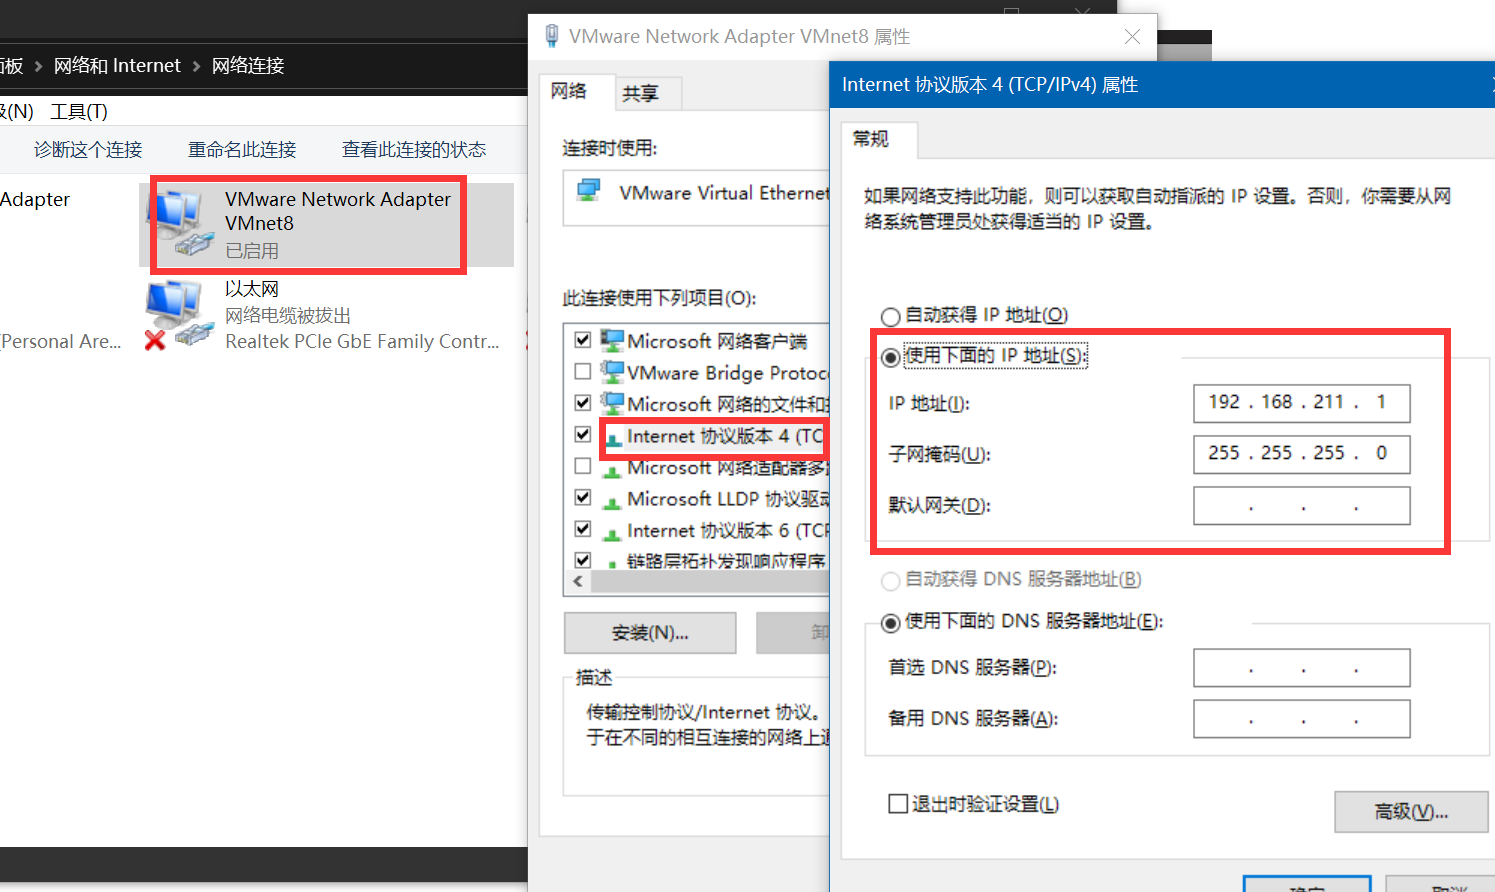 面板 > 网络和 Internet > 网络连接
(N) 工具(T)
诊断这个连接 重命名此连接 查看此连接的状态
Adapter
VMware Network Adapter
VMnet8
已启用
以太网
网络电缆被拔出
Realtek PCIe GbE Family Contr...
(Personal Are...
VMware Network Adapter VMnet8 属性
网络 共享
连接时使用:
VMware Virtual Ethernet
此连接使用下列项目(O):
Microsoft 网络客户端
VMware Bridge Protoc
Microsoft 网络的文件和
Internet 协议版本 4 (TC
Microsoft 网络适配器多
Microsoft LLDP 协议驱动
Internet 协议版本 6 (TCP
链路层拓扑发现响应程序
安装(N)... 卸
描述
传输控制协议/Internet 协议。
于在不同的相互连接的网络上通
Internet 协议版本 4 (TCP/IPv4) 属性
常规
如果网络支持此功能，则可以获取自动指派的 IP 设置。否则，你需要从网
络系统管理员处获得适当的 IP 设置。
自动获得 IP 地址(O)
使用下面的 IP 地址(S):
IP 地址(I): 192 . 168 . 211 . 1
子网掩码(U): 255 . 255 . 255 . 0
默认网关(D): . . .
自动获得 DNS 服务器地址(B)
使用下面的 DNS 服务器地址(E):
首选 DNS 服务器(P): . . .
备用 DNS 服务器(A): . . .
退出时验证设置(L)
高级(V)...
确定 取消